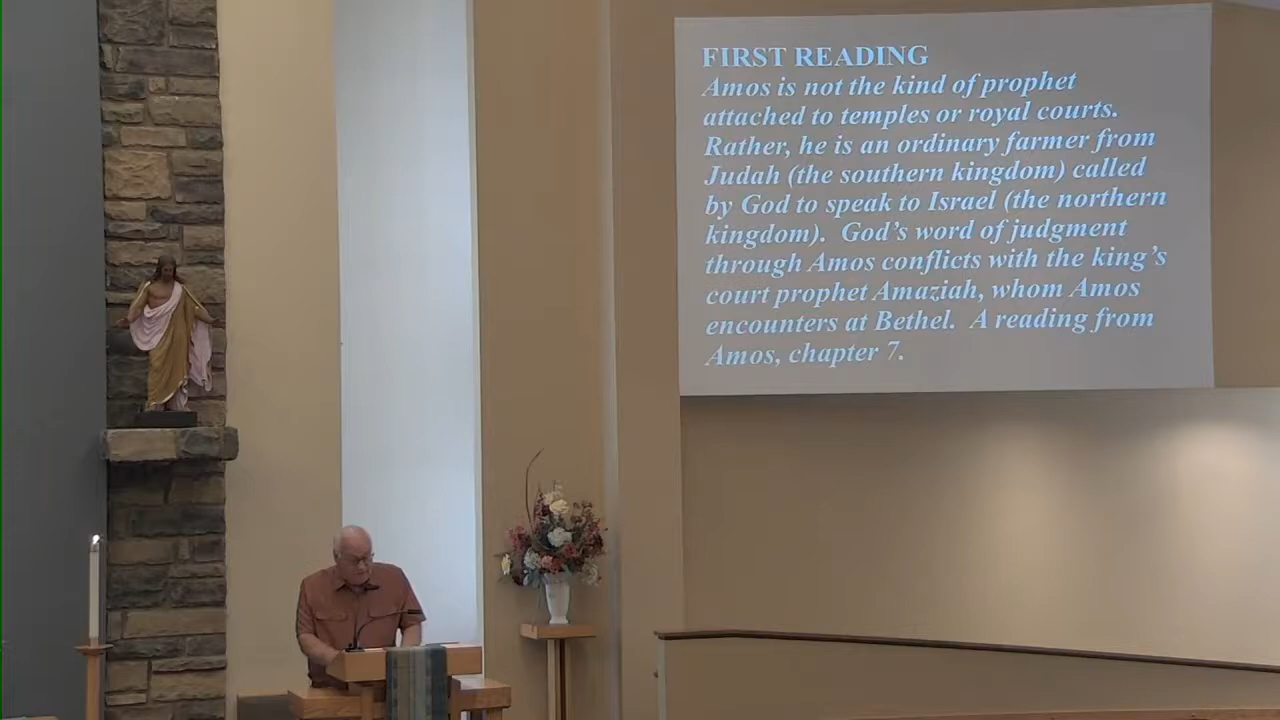 FIRST READING
Amos is not the kind of prophet
attached to temples or royal courts.
Rather, he is an ordinary farmer from
Judah (the southern kingdom) called
by God to speak to Israel (the northern
kingdom).  God's word of judgment
through Amos conflicts with the king's
court prophet Amaziah, whom Amos
encounters at Bethel.  A reading from
Amos, chapter 7.